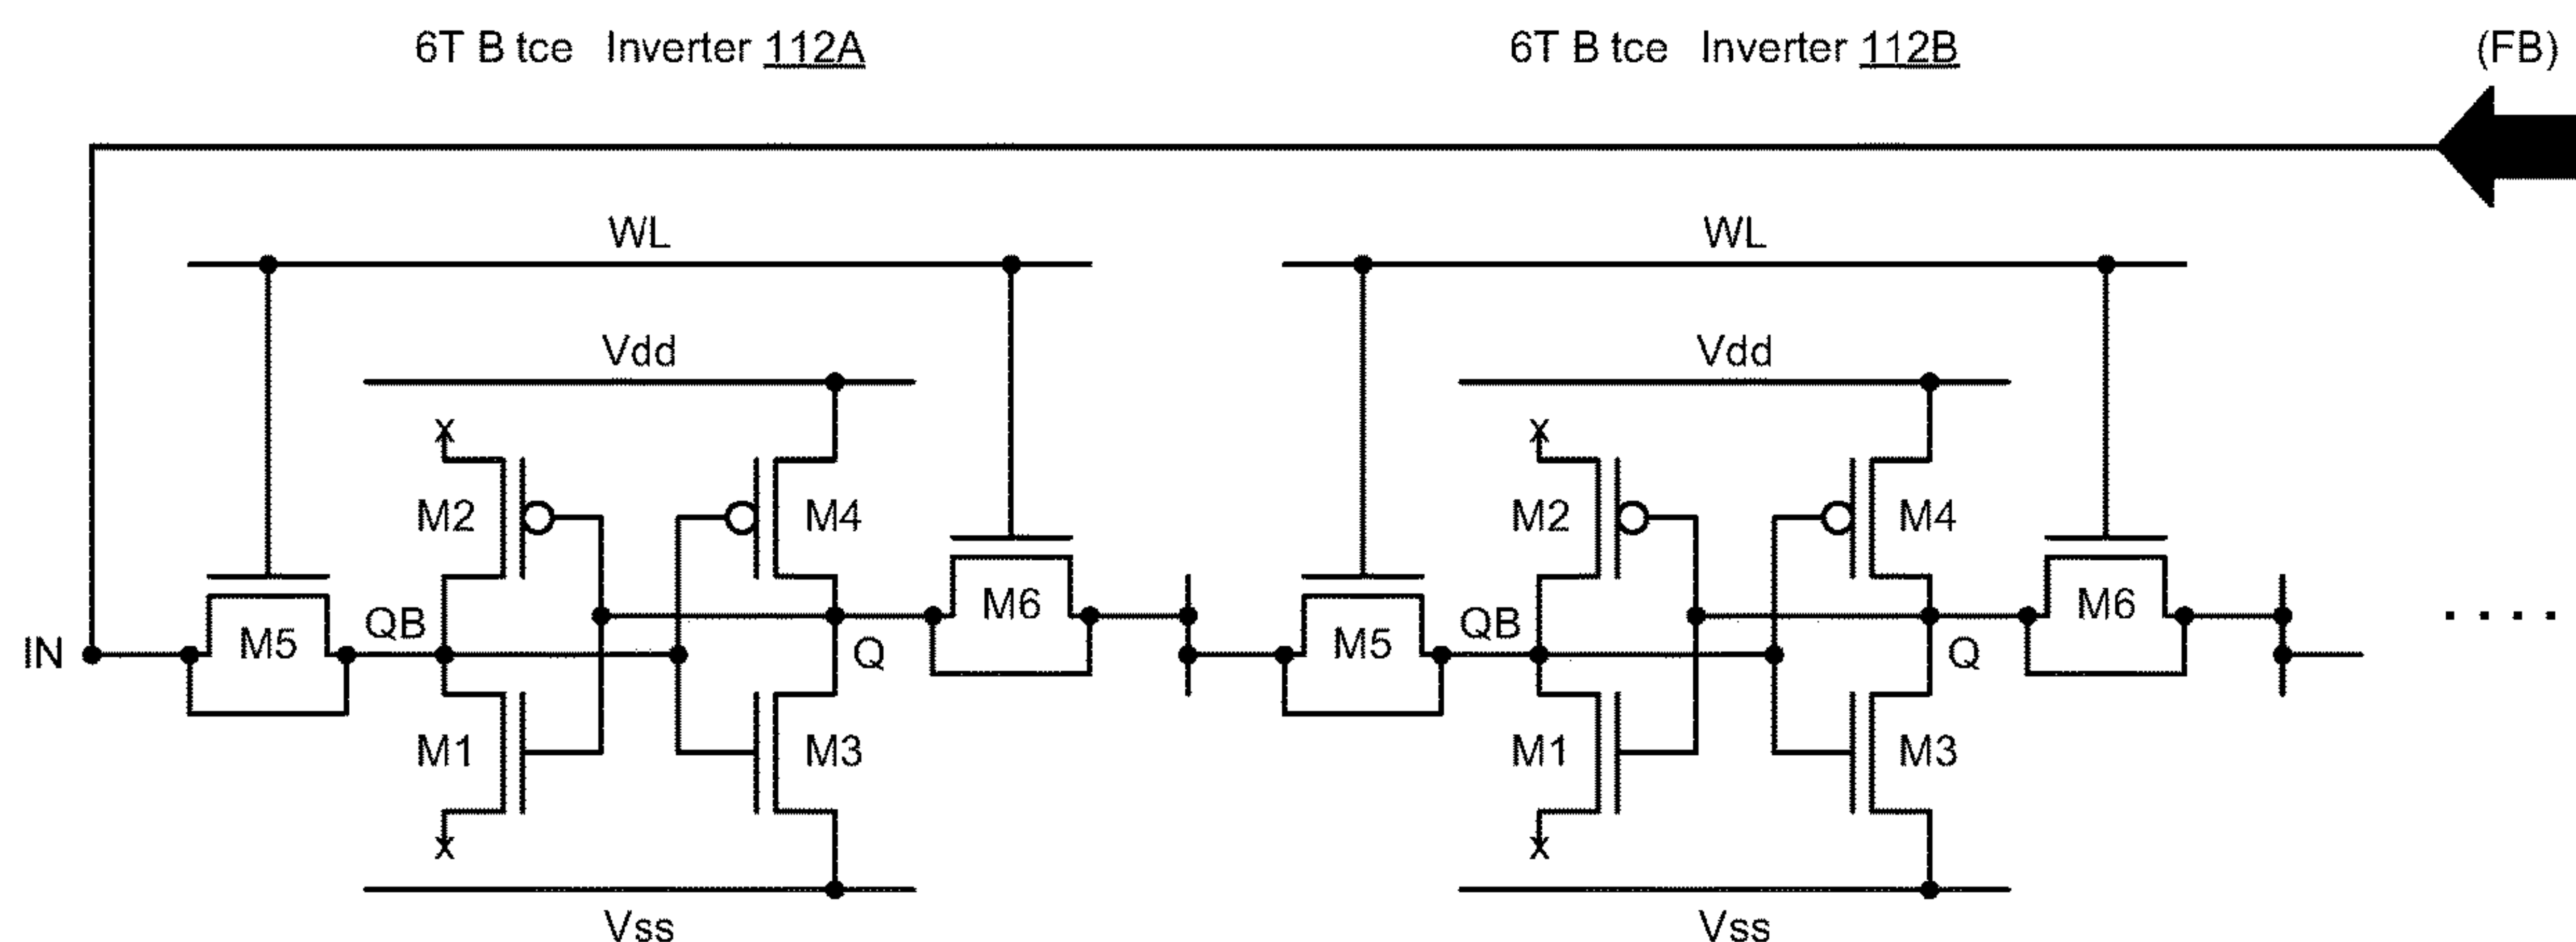 6T B tce Inverter 112A
6T B tce Inverter 112B
(FB)
WL
WL
Vdd
Vdd
x
x
M2
M4
M2
M4
M6
M6
IN
M5
QB
Q
M5
QB
Q
. . . .
M1
M3
M1
M3
x
x
Vss
Vss